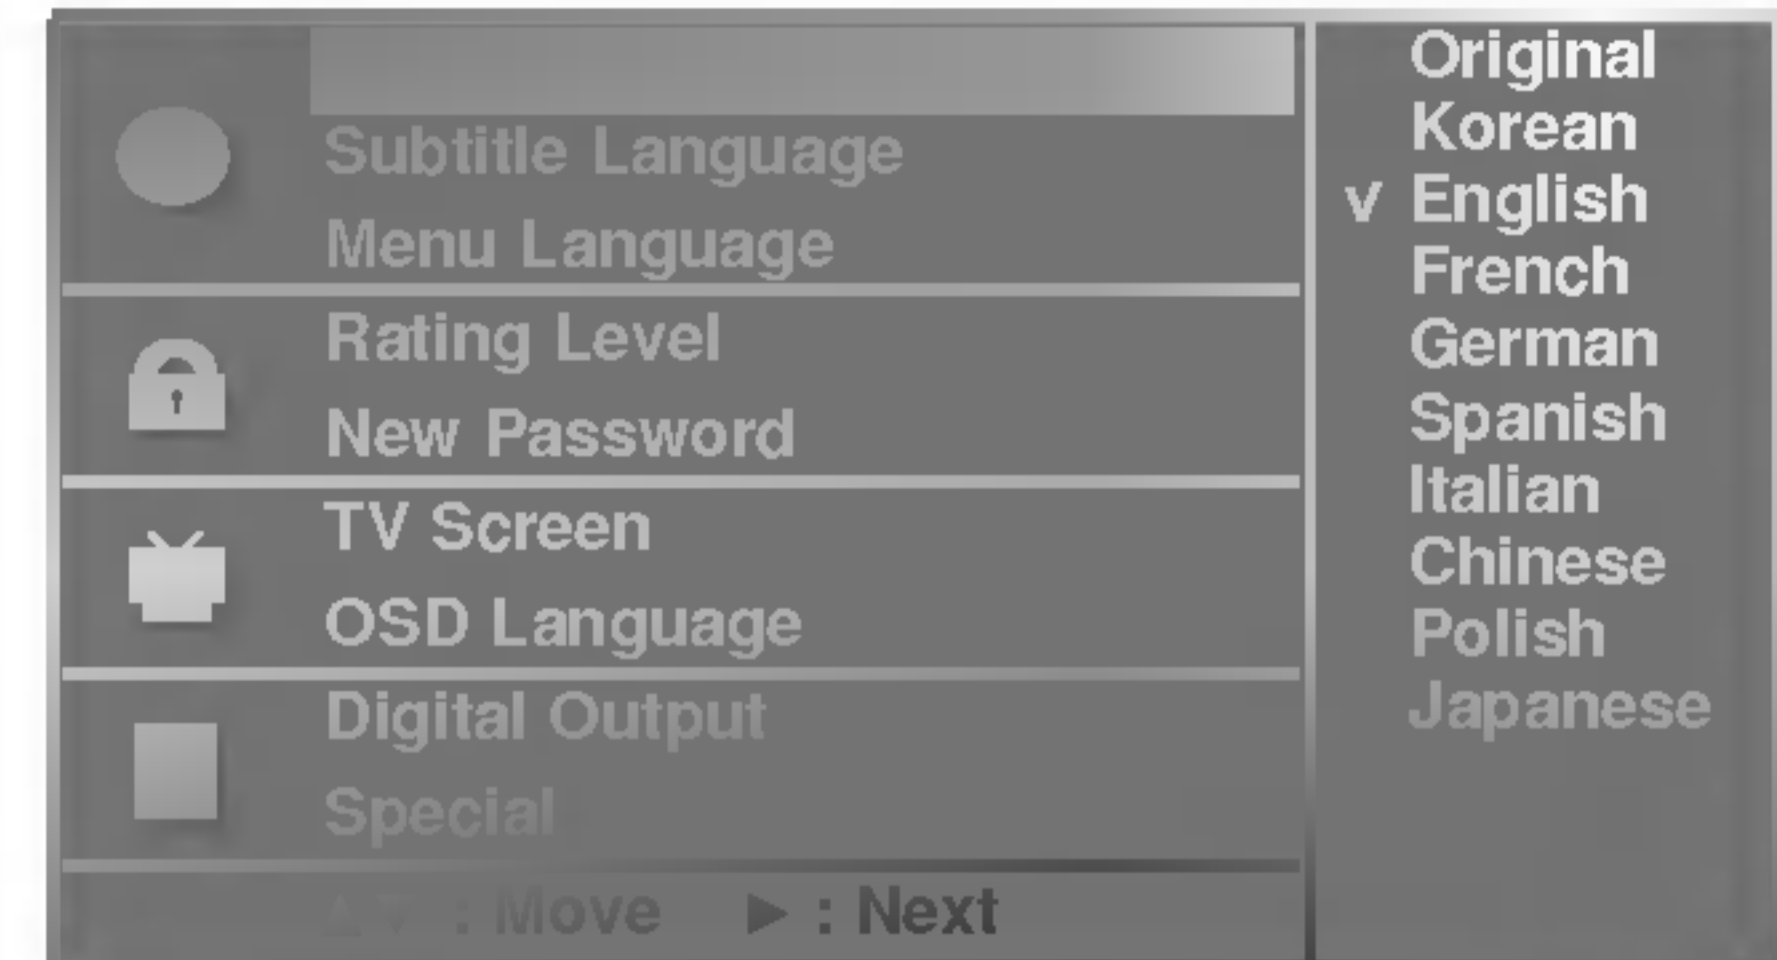 Subtitle Language
Menu Language
Rating Level
New Password
TV Screen
OSD Language
Digital Output
Special
▲▼ : Move ▶ : Next
Original
Korean
v English
French
German
Spanish
Italian
Chinese
Polish
Japanese